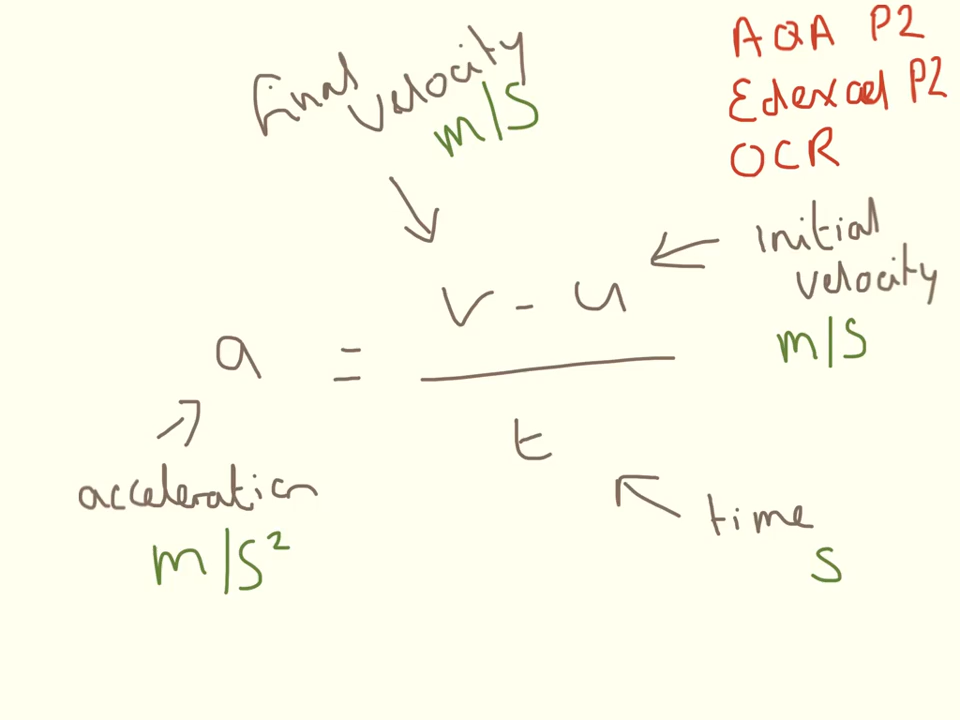 final velocity
m/s
AQA P2
Edexcel P2
OCR
initial velocity
m/s
a = v - u
t
acceleration
m/s²
time
s